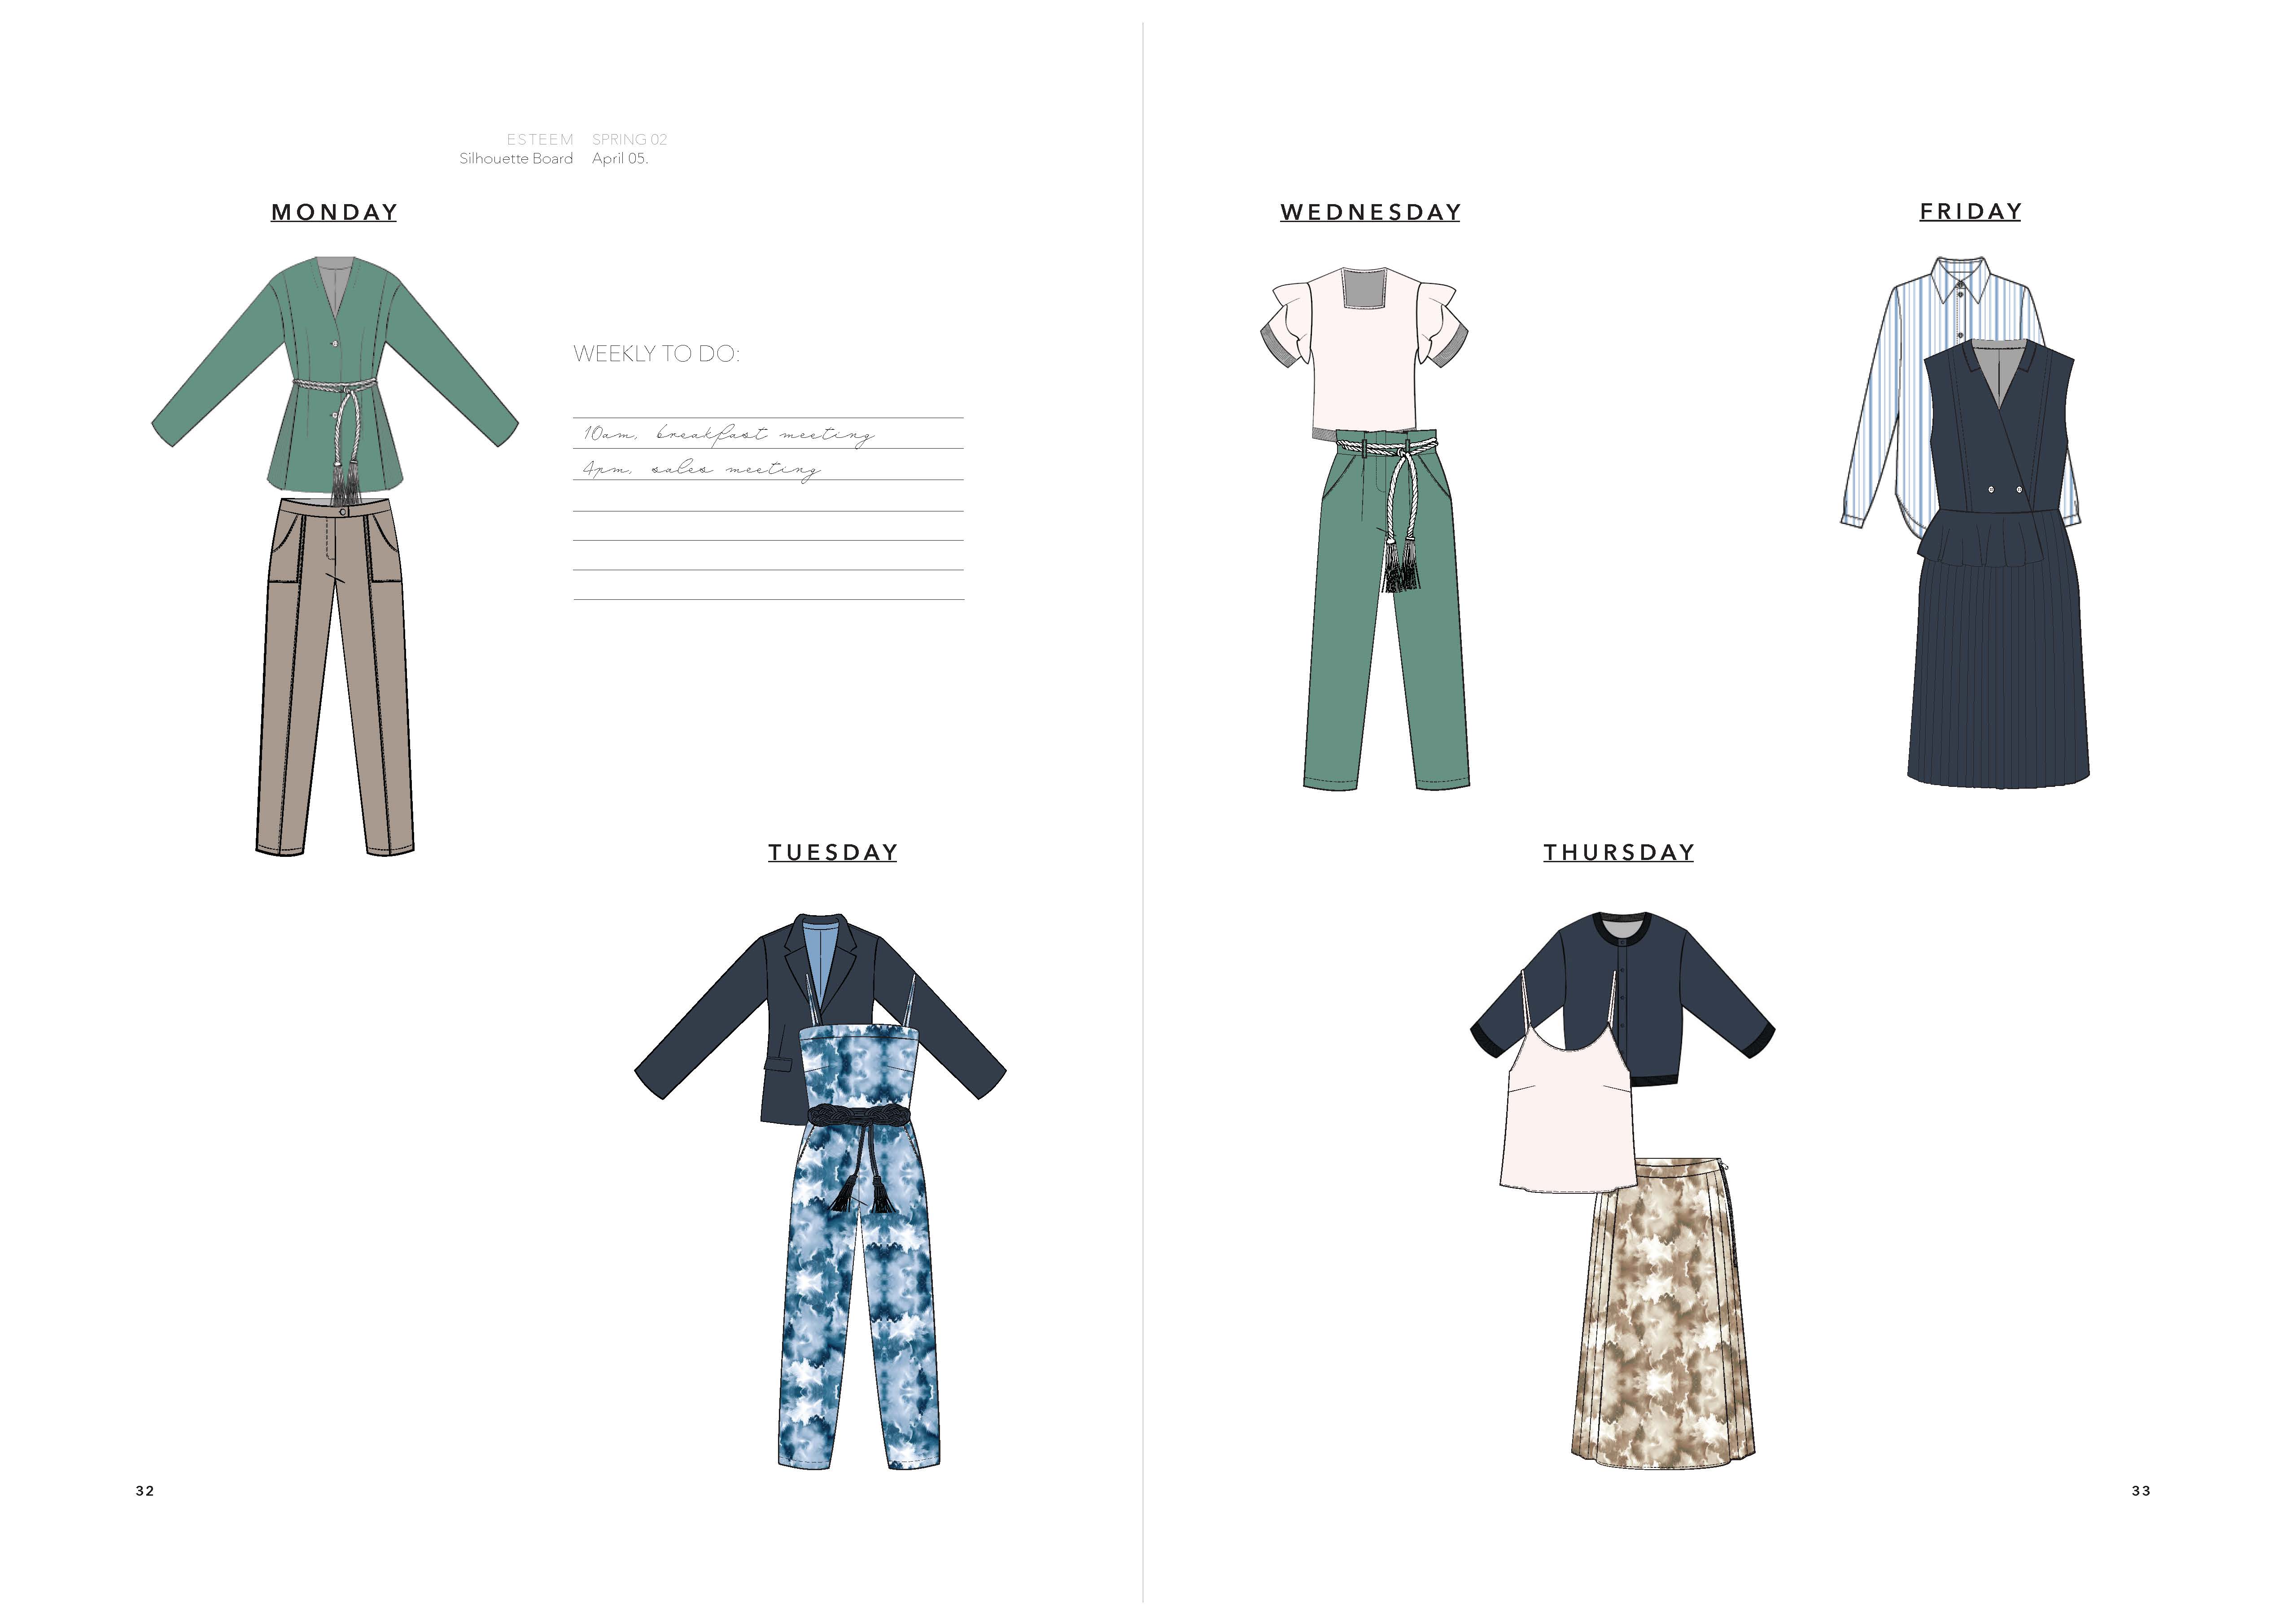 ESTEEM SPRING 02
Silhouette Board April 05.
MONDAY
WEEKLY TO DO:
10am, breakfast meeting
4pm, sales meeting
TUESDAY
32
WEDNESDAY
FRIDAY
THURSDAY
33